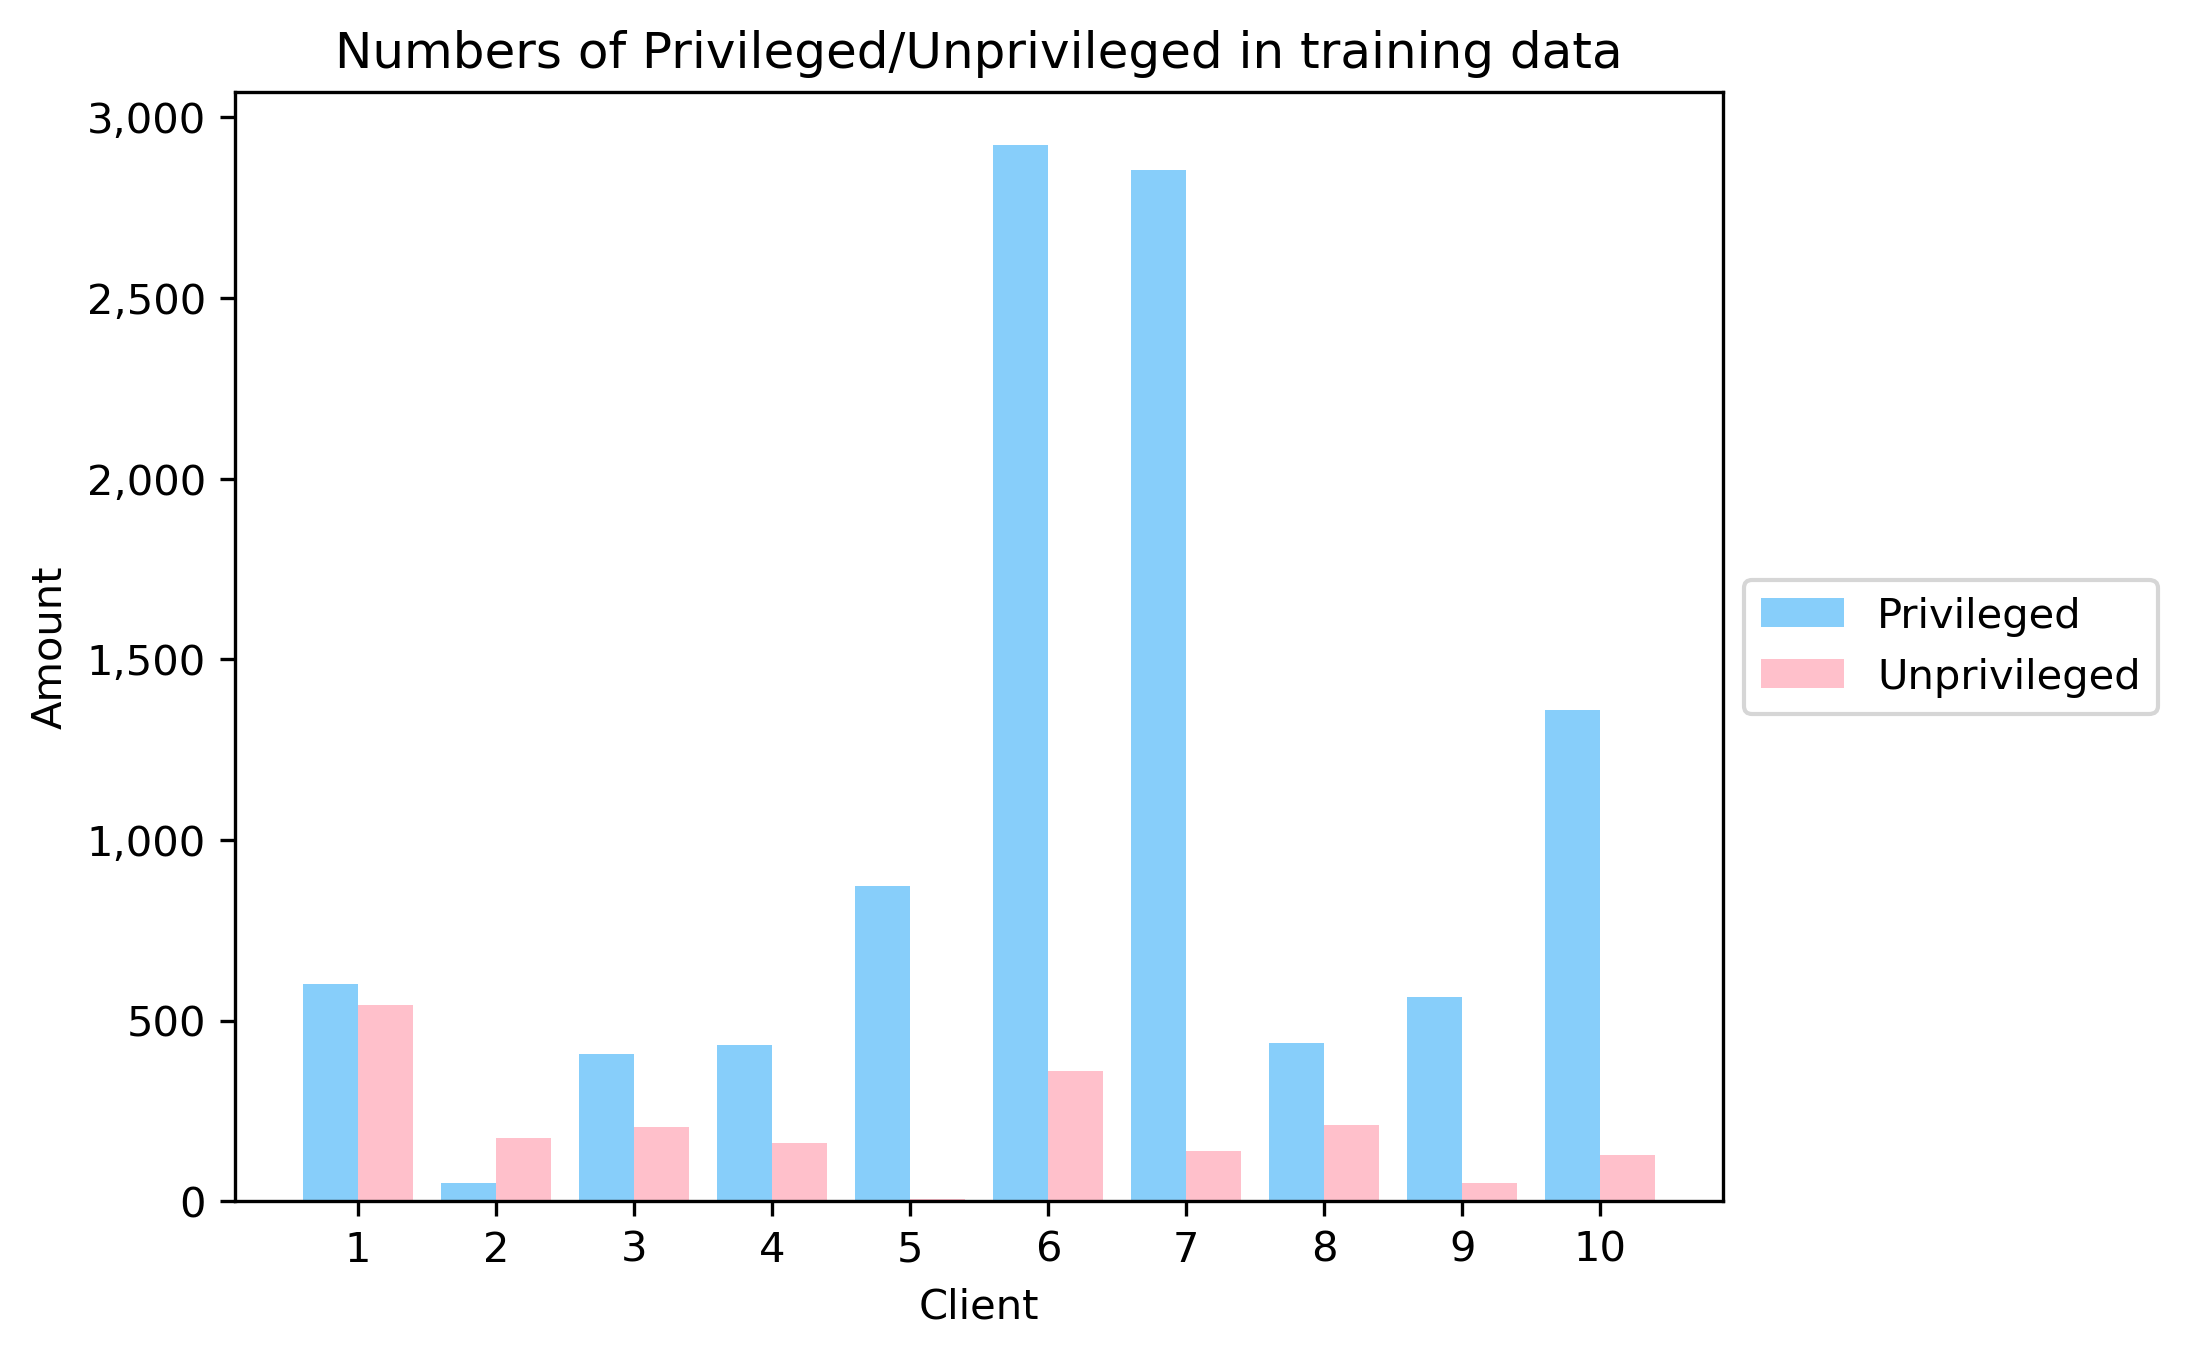 Numbers of Privileged/Unprivileged in training data
3,000
2,500
2,000
1,500
1,000
500
0
Amount
1 2 3 4 5 6 7 8 9 10
Client
Privileged
Unprivileged